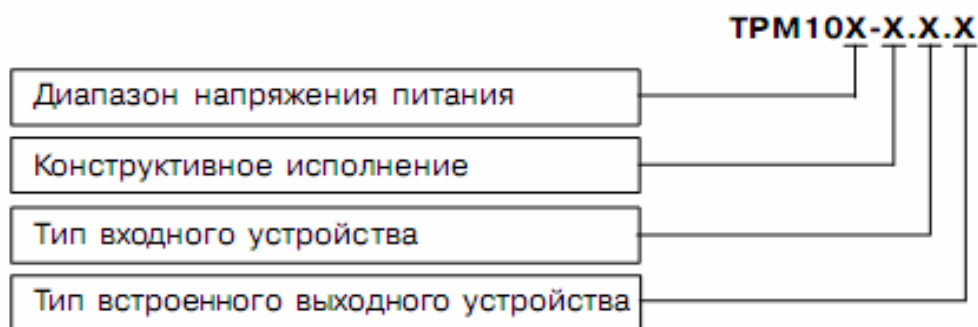 ТРМ10Х-Х.Х.Х
Диапазон напряжения питания
Конструктивное исполнение
Тип входного устройства
Тип встроенного выходного устройства